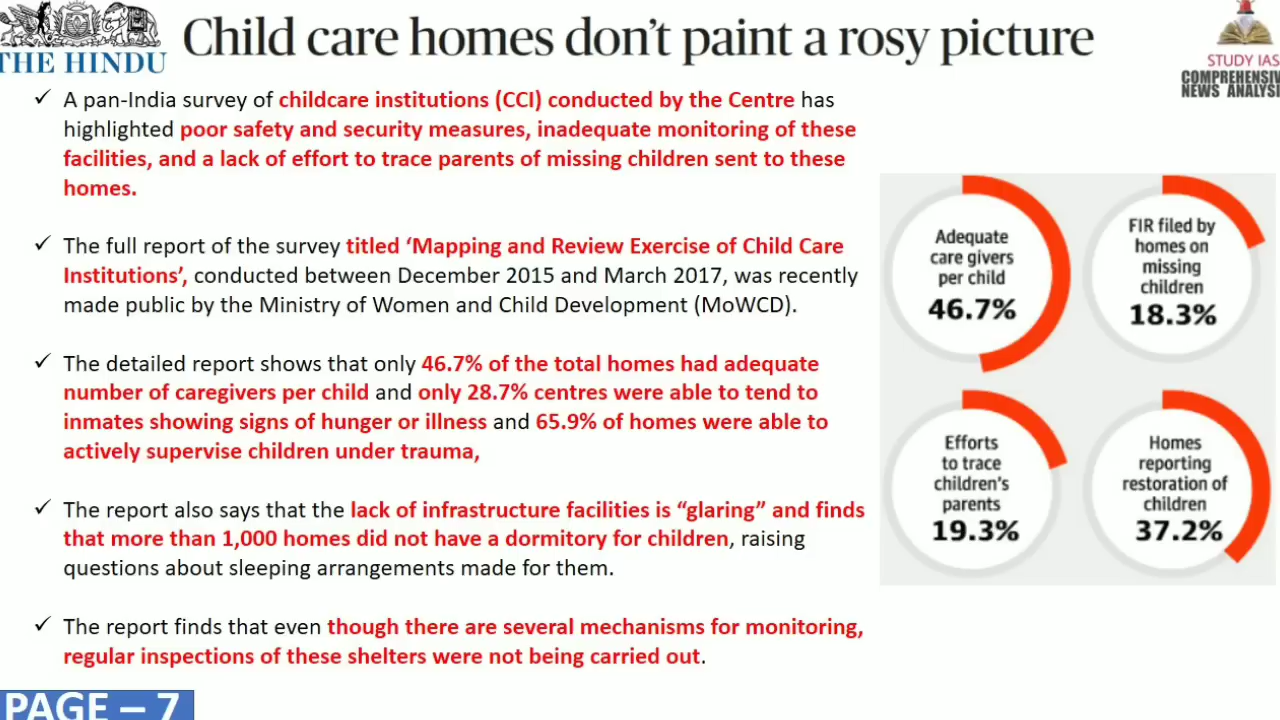 THE HINDU
Child care homes don't paint a rosy picture
STUDY IAS
COMPREHENSIVE
NEWS ANALYSIS
✓ A pan-India survey of childcare institutions (CCI) conducted by the Centre has
highlighted poor safety and security measures, inadequate monitoring of these
facilities, and a lack of effort to trace parents of missing children sent to these
homes.
✓ The full report of the survey titled ‘Mapping and Review Exercise of Child Care
Institutions’, conducted between December 2015 and March 2017, was recently
made public by the Ministry of Women and Child Development (MoWCD).
✓ The detailed report shows that only 46.7% of the total homes had adequate
number of caregivers per child and only 28.7% centres were able to tend to
inmates showing signs of hunger or illness and 65.9% of homes were able to
actively supervise children under trauma,
✓ The report also says that the lack of infrastructure facilities is “glaring” and finds
that more than 1,000 homes did not have a dormitory for children, raising
questions about sleeping arrangements made for them.
✓ The report finds that even though there are several mechanisms for monitoring,
regular inspections of these shelters were not being carried out.
Adequate
care givers
per child
46.7%
FIR filed by
homes on
missing
children
18.3%
Efforts
to trace
children's
parents
19.3%
Homes
reporting
restoration of
children
37.2%
PAGE – 7